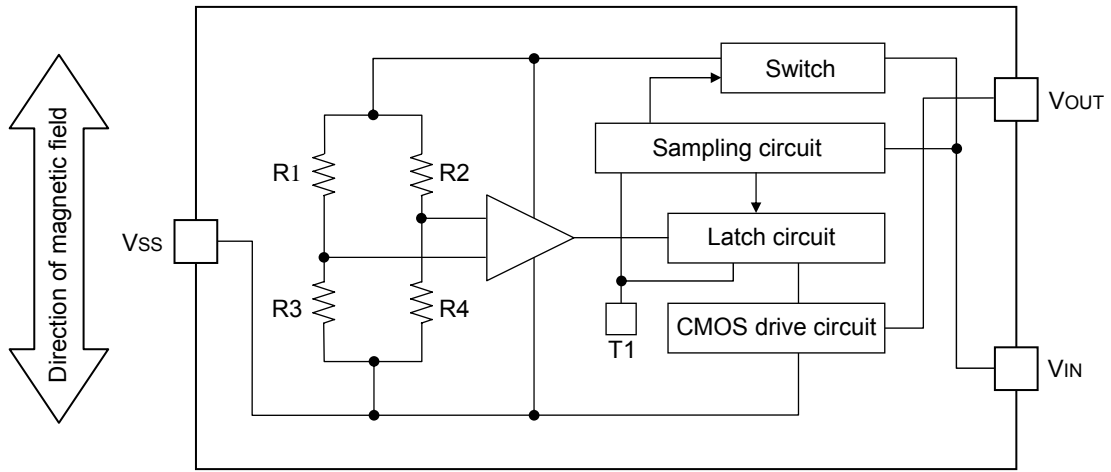 Direction of magnetic field
Switch
VOUT
Sampling circuit
R1
R2
VSS
Latch circuit
R3
R4
CMOS drive circuit
T1
VIN